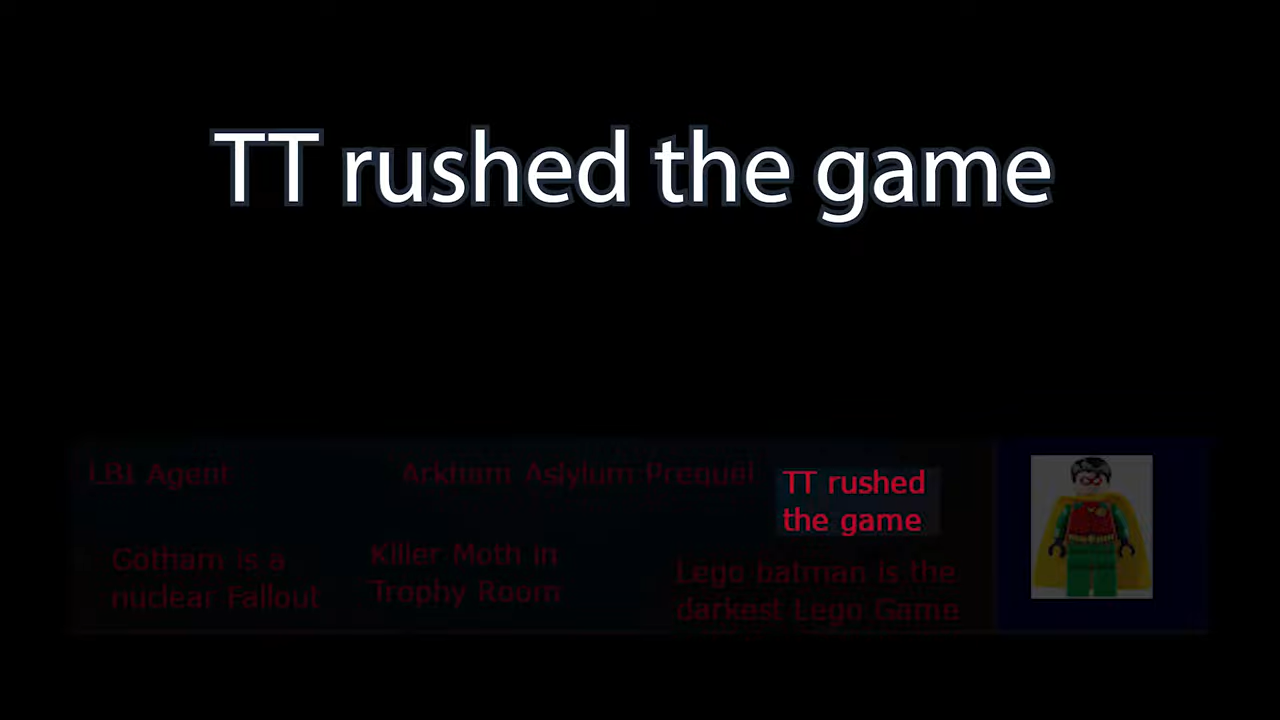 TT rushed the game
LBL Agent
Arkham Aslylum Prequel
TT rushed
the game
Gotham is a
nuclear Fallout
Killer Moth in
Trophy Room
Lego batman is the
darkest Lego Game